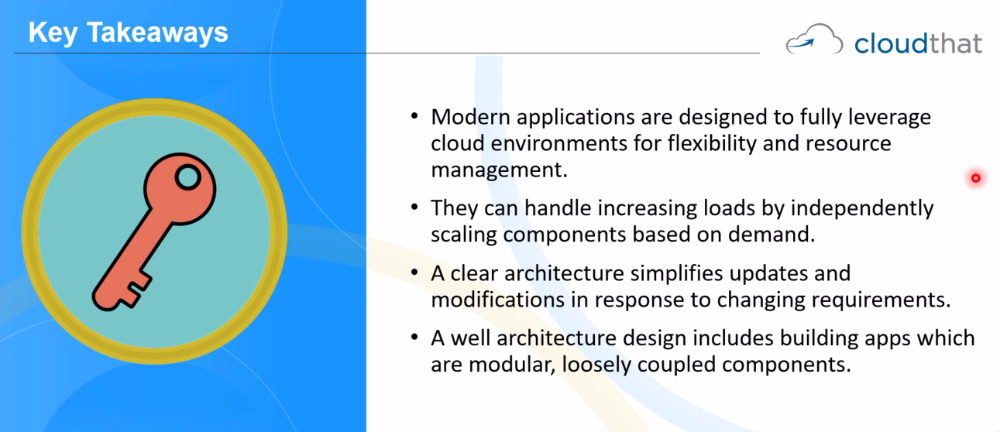 Key Takeaways
cloudthat
• Modern applications are designed to fully leverage
cloud environments for flexibility and resource
management.
• They can handle increasing loads by independently
scaling components based on demand.
• A clear architecture simplifies updates and
modifications in response to changing requirements.
• A well architecture design includes building apps which
are modular, loosely coupled components.